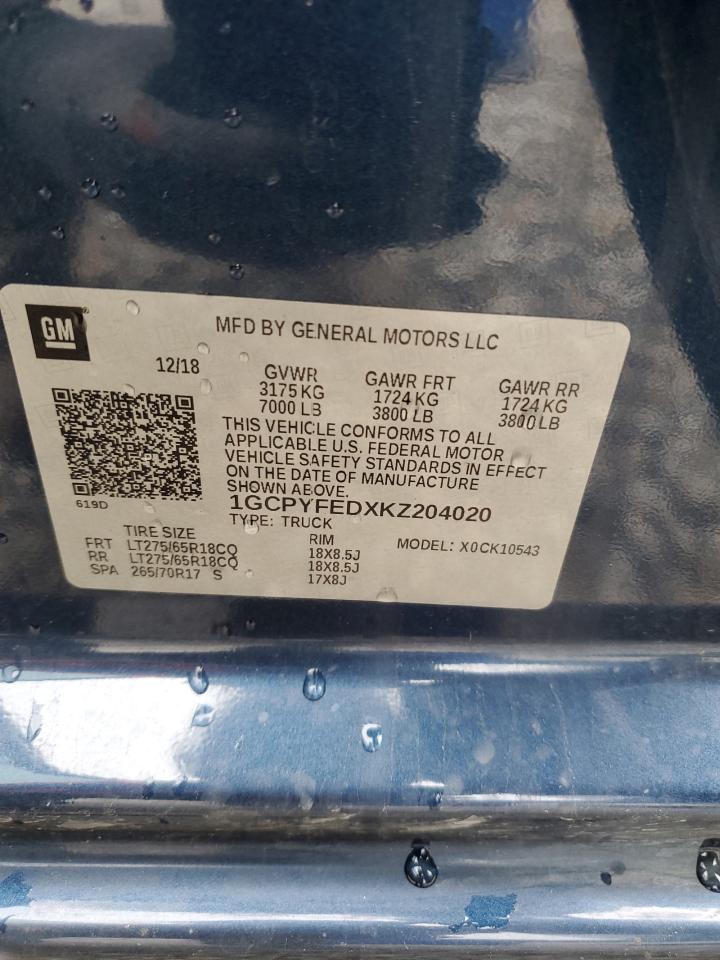 GM
MFD BY GENERAL MOTORS LLC
12/18
GVWR
3175 KG
7000 LB
GAWR FRT
1724 KG
3800 LB
GAWR RR
1724 KG
3800 LB
THIS VEHICLE CONFORMS TO ALL
APPLICABLE U.S. FEDERAL MOTOR
VEHICLE SAFETY STANDARDS IN EFFECT
ON THE DATE OF MANUFACTURE
SHOWN ABOVE.
619D
1GCPYFEDXKZ204020
TYPE: TRUCK
TIRE SIZE RIM MODEL: X0CK10543
FRT LT275/65R18CQ 18X8.5J
RR LT275/65R18CQ 18X8.5J
SPA 265/70R17 S 17X8J